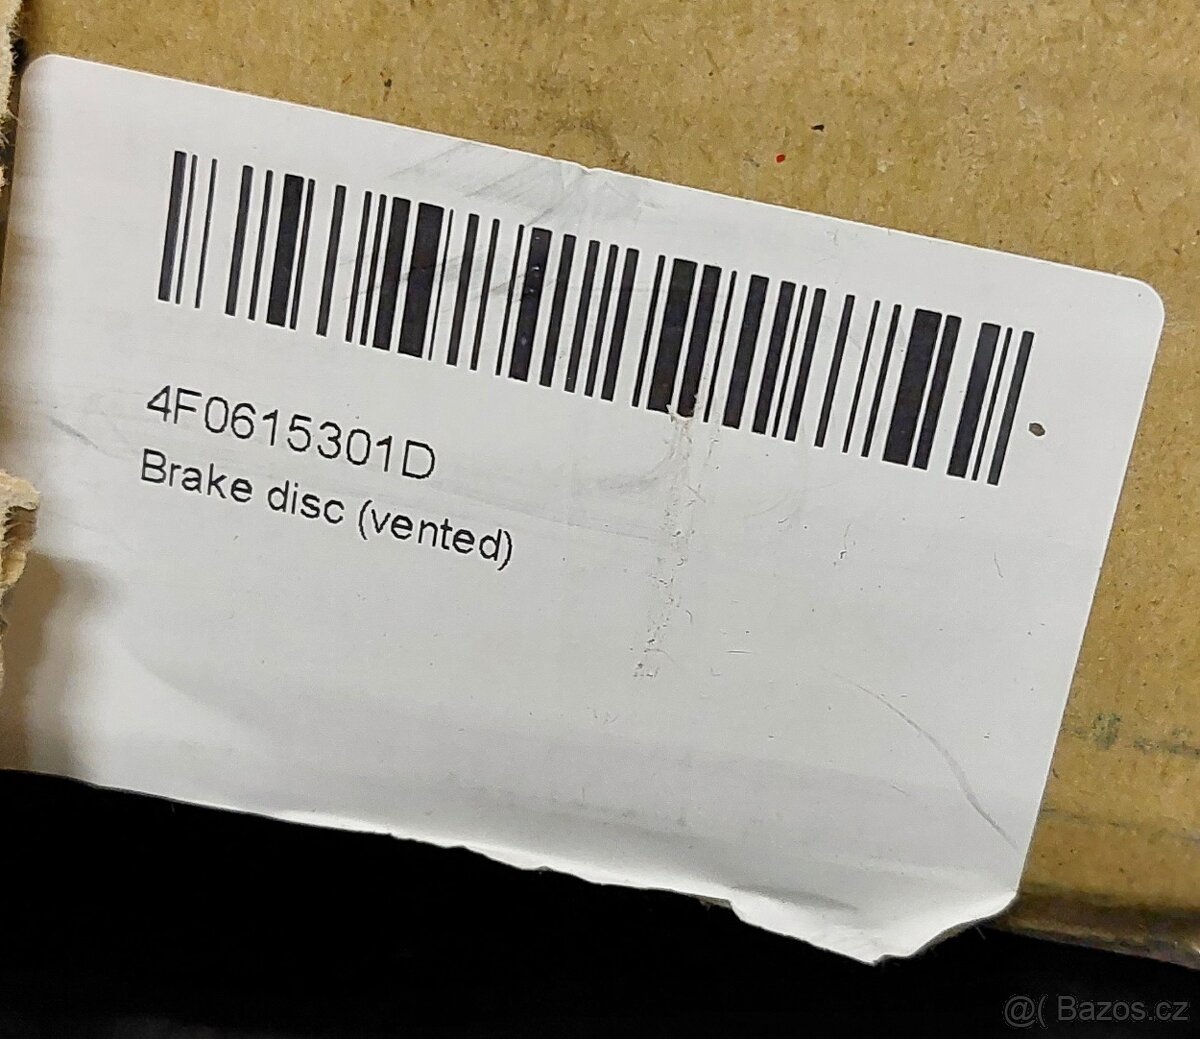 4F0615301D
Brake disc (vented)
@( Bazos.cz